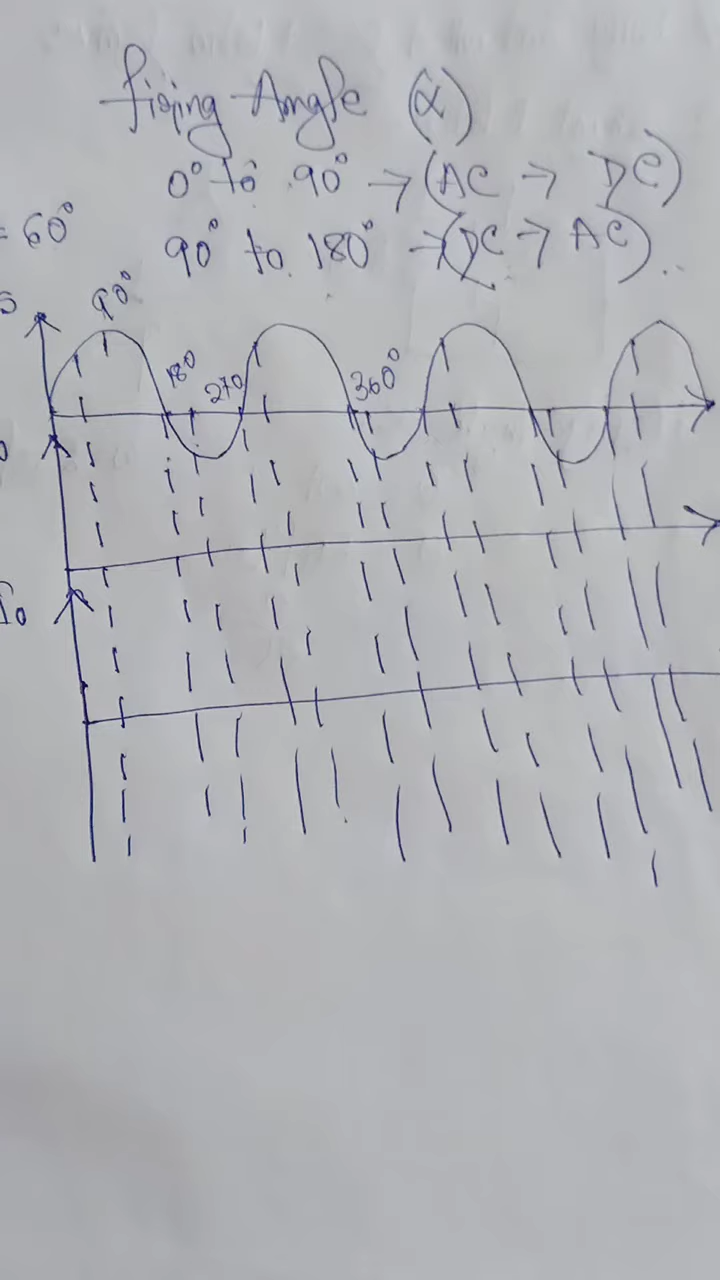 firing Angle (α)
0° to 90° → (AC → DC)
= 60°
90° to 180° → (DC → AC)
90°
180
270
360°